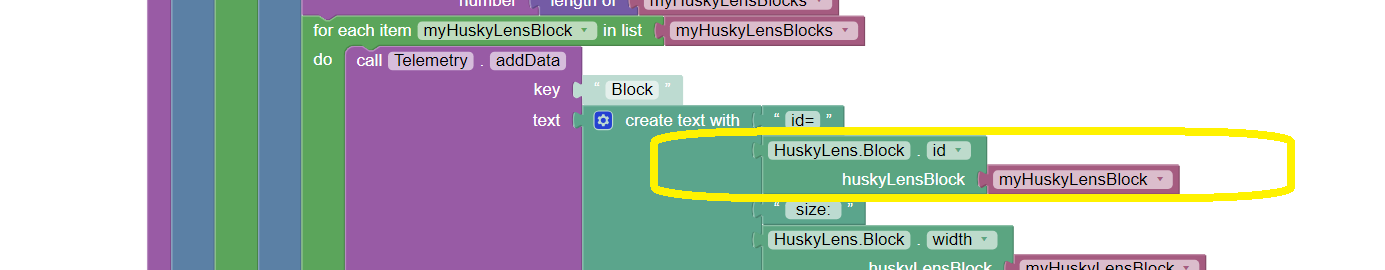 number length of myHuskyLensBlocks
for each item myHuskyLensBlock in list myHuskyLensBlocks
do call Telemetry . addData
key “ Block ”
text create text with “ id= ”
HuskyLens.Block . id
huskyLensBlock myHuskyLensBlock
“ size: ”
HuskyLens.Block . width
huskyLensBlock myHuskyLensBlock